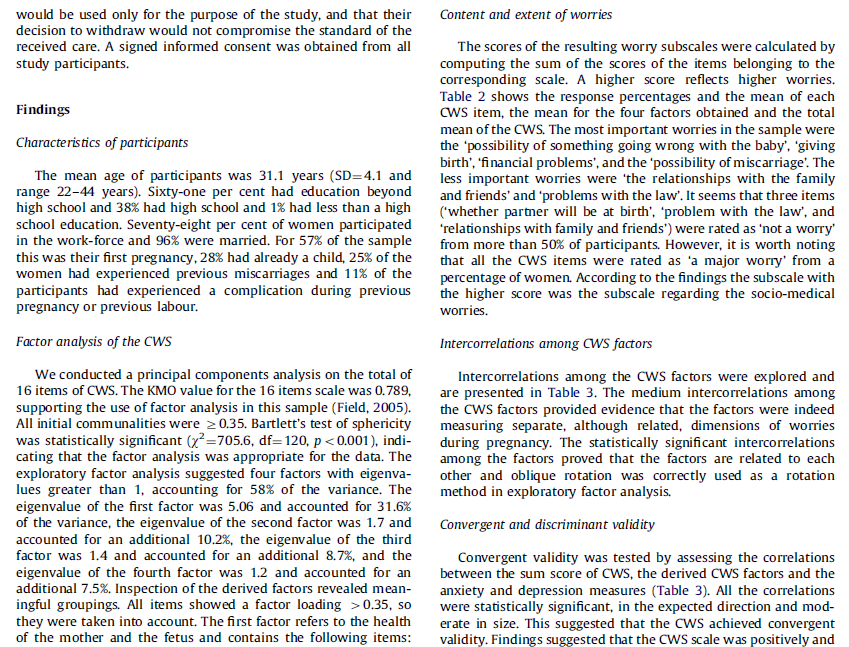 would be used only for the purpose of the study, and that their
decision to withdraw would not compromise the standard of the
received care. A signed informed consent was obtained from all
study participants.
Findings
Characteristics of participants
The mean age of participants was 31.1 years (SD=4.1 and
range 22–44 years). Sixty-one per cent had education beyond
high school and 38% had high school and 1% had less than a high
school education. Seventy-eight per cent of women participated
in the work-force and 96% were married. For 57% of the sample
this was their first pregnancy, 28% had already a child, 25% of the
women had experienced previous miscarriages and 11% of the
participants had experienced a complication during previous
pregnancy or previous labour.
Factor analysis of the CWS
We conducted a principal components analysis on the total of
16 items of CWS. The KMO value for the 16 items scale was 0.789,
supporting the use of factor analysis in this sample (Field, 2005).
All initial communalities were ≥0.35. Bartlett's test of sphericity
was statistically significant (χ²=705.6, df=120, p<0.001), indi-
cating that the factor analysis was appropriate for the data. The
exploratory factor analysis suggested four factors with eigenva-
lues greater than 1, accounting for 58% of the variance. The
eigenvalue of the first factor was 5.06 and accounted for 31.6%
of the variance, the eigenvalue of the second factor was 1.7 and
accounted for an additional 10.2%, the eigenvalue of the third
factor was 1.4 and accounted for an additional 8.7%, and the
eigenvalue of the fourth factor was 1.2 and accounted for an
additional 7.5%. Inspection of the derived factors revealed mean-
ingful groupings. All items showed a factor loading >0.35, so
they were taken into account. The first factor refers to the health
of the mother and the fetus and contains the following items:
Content and extent of worries
The scores of the resulting worry subscales were calculated by
computing the sum of the scores of the items belonging to the
corresponding scale. A higher score reflects higher worries.
Table 2 shows the response percentages and the mean of each
CWS item, the mean for the four factors obtained and the total
mean of the CWS. The most important worries in the sample were
the 'possibility of something going wrong with the baby', 'giving
birth', 'financial problems', and the 'possibility of miscarriage'. The
less important worries were 'the relationships with the family
and friends' and 'problems with the law'. It seems that three items
('whether partner will be at birth', 'problem with the law', and
'relationships with family and friends') were rated as 'not a worry'
from more than 50% of participants. However, it is worth noting
that all the CWS items were rated as 'a major worry' from a
percentage of women. According to the findings the subscale with
the higher score was the subscale regarding the socio-medical
worries.
Intercorrelations among CWS factors
Intercorrelations among the CWS factors were explored and
are presented in Table 3. The medium intercorrelations among
the CWS factors provided evidence that the factors were indeed
measuring separate, although related, dimensions of worries
during pregnancy. The statistically significant intercorrelations
among the factors proved that the factors are related to each
other and oblique rotation was correctly used as a rotation
method in exploratory factor analysis.
Convergent and discriminant validity
Convergent validity was tested by assessing the correlations
between the sum score of CWS, the derived CWS factors and the
anxiety and depression measures (Table 3). All the correlations
were statistically significant, in the expected direction and mod-
erate in size. This suggested that the CWS achieved convergent
validity. Findings suggested that the CWS scale was positively and